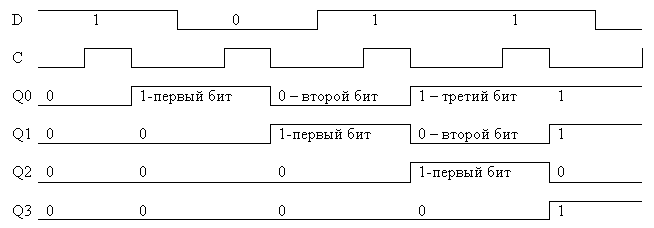 D 1 0 1 1
C
Q0 0 1-первый бит 0 – второй бит 1 – третий бит 1
Q1 0 0 1-первый бит 0 – второй бит 1
Q2 0 0 0 1-первый бит 0
Q3 0 0 0 0 1